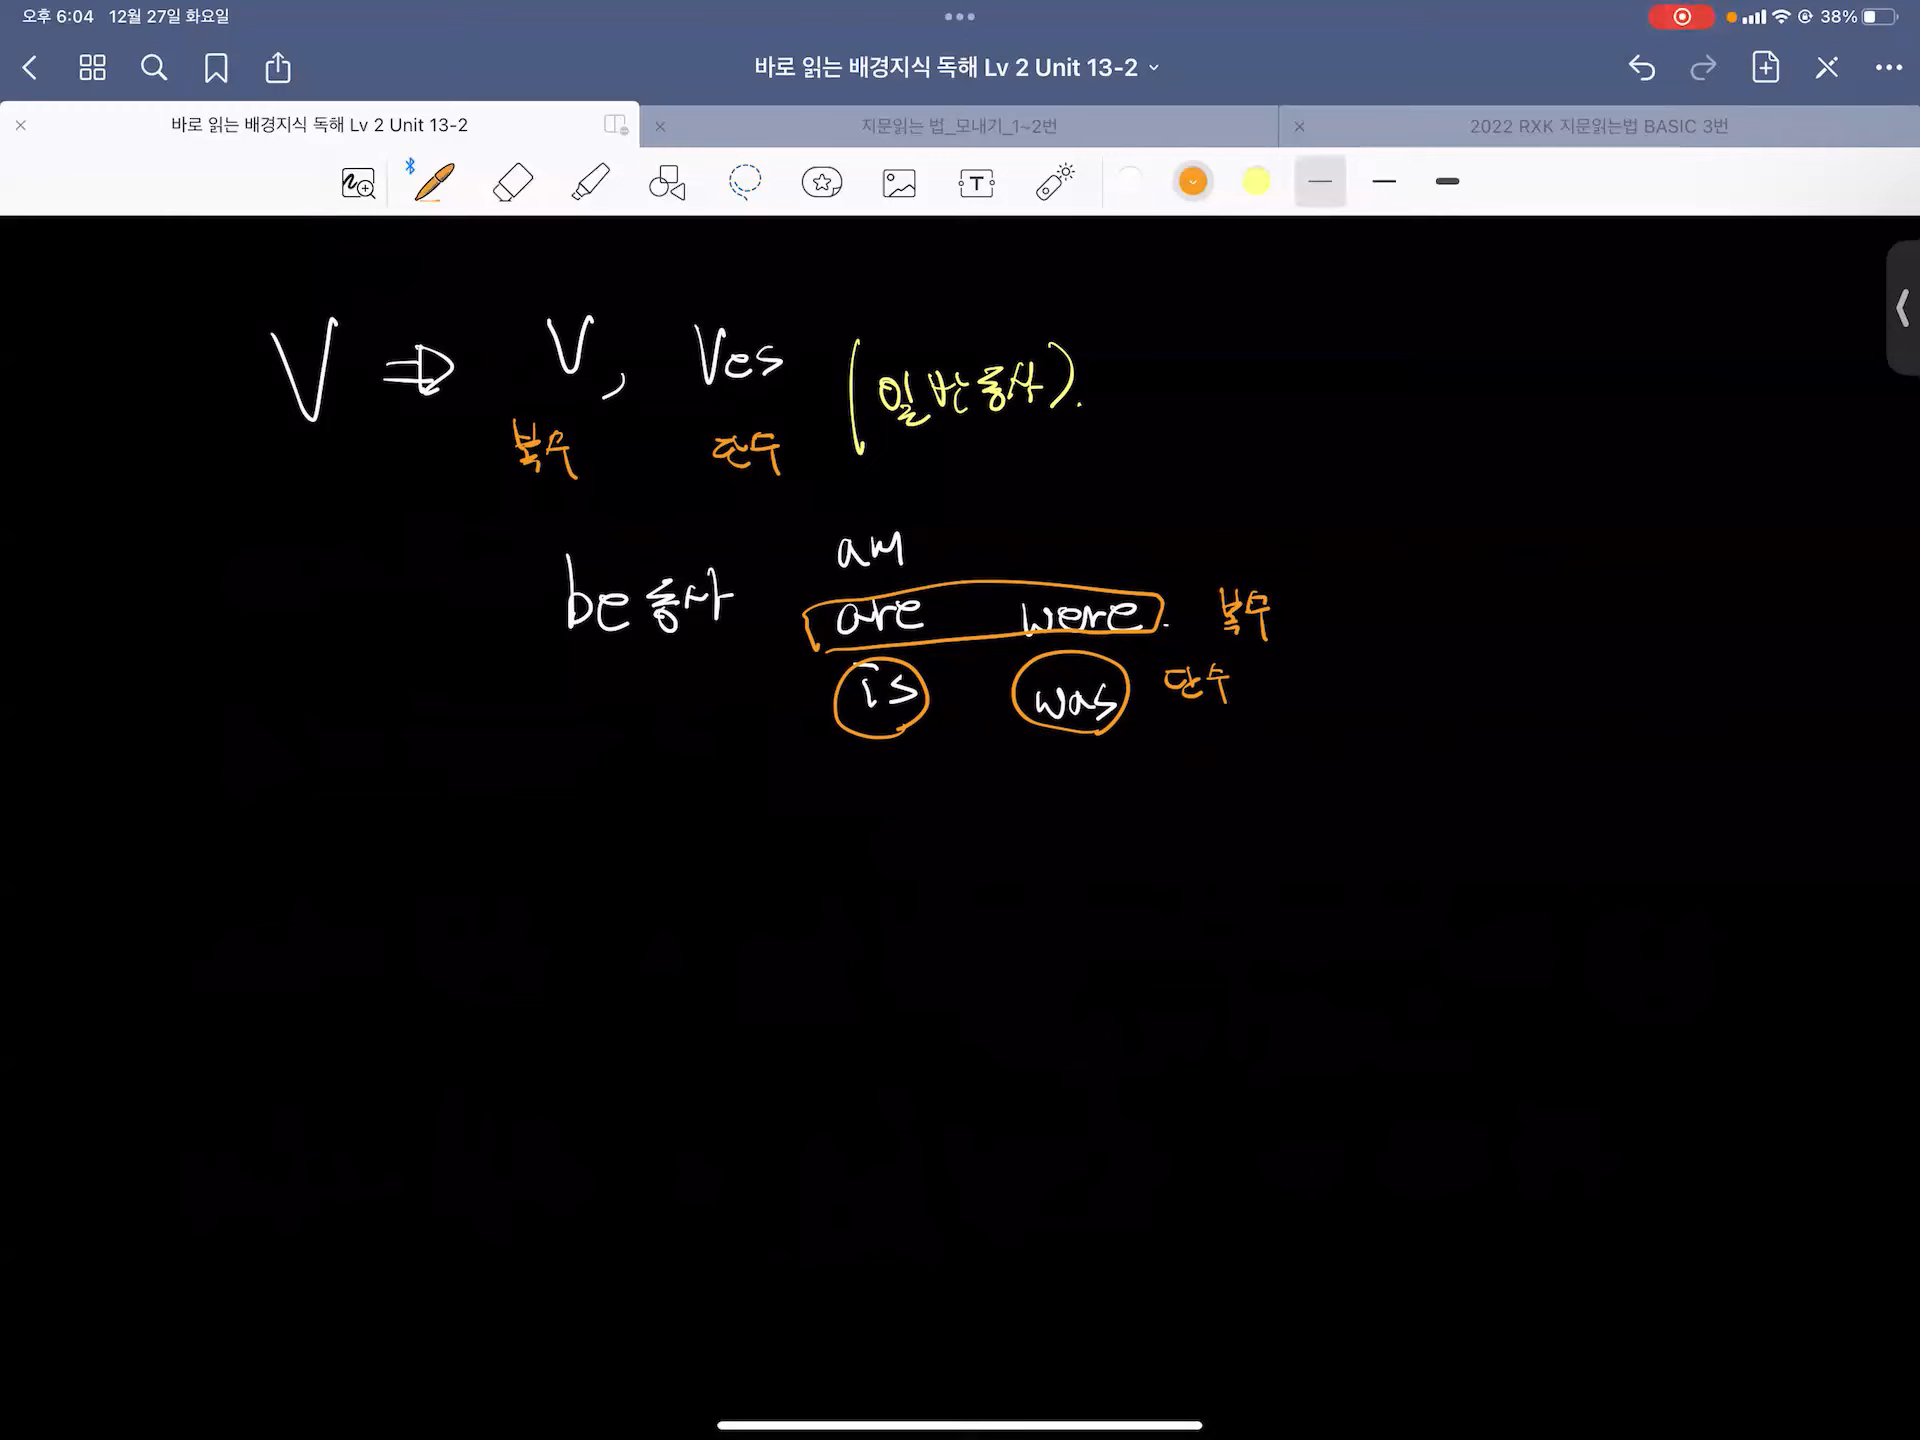 오후 6:04 12월 27일 화요일
38%
바로 읽는 배경지식 독해 Lv 2 Unit 13-2
바로 읽는 배경지식 독해 Lv 2 Unit 13-2
지문읽는 법_모내기_1~2번
2022 RXK 지문읽는법 BASIC 3번
V ⇒ V, Ves (일반동사).
복수 단수
am
be동사 are were. 복수
is was 단수